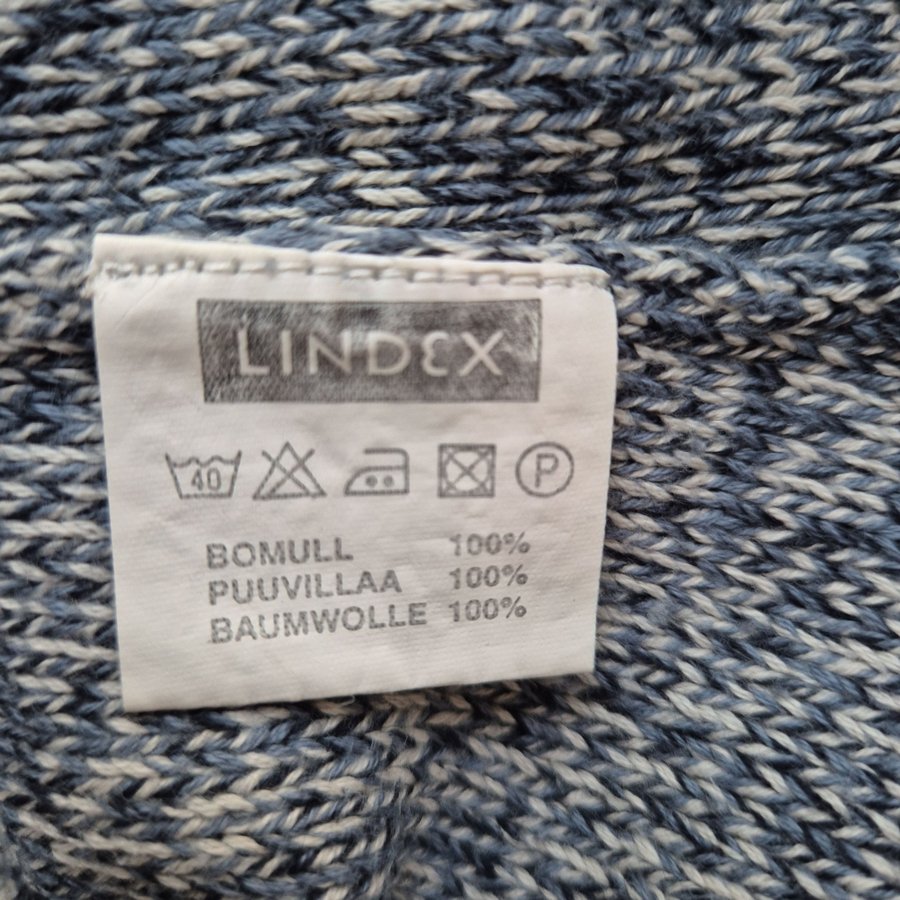 LINDEX
40 P
BOMULL 100%
PUUVILLAA 100%
BAUMWOLLE 100%